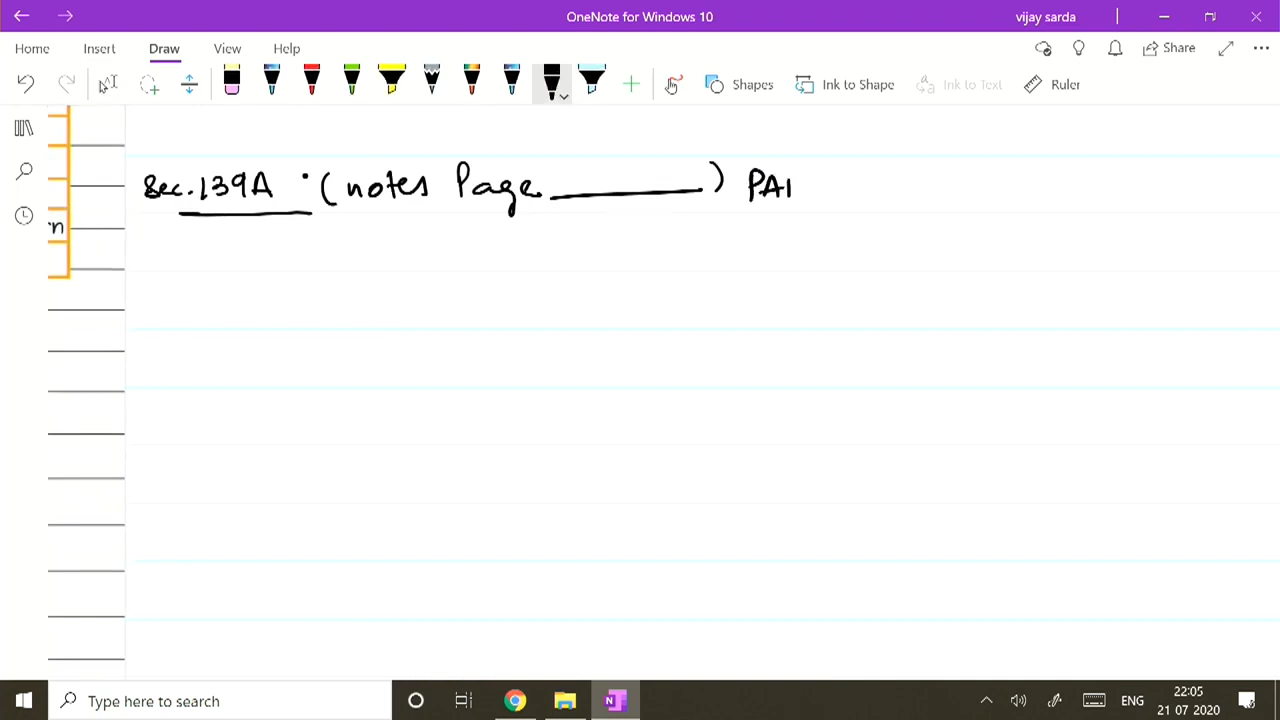 OneNote for Windows 10
vijay sarda
Home Insert Draw View Help
Share
Shapes Ink to Shape Ink to Text Ruler
Sec. 139A (notes Page. ________) PAI
n
Type here to search
ENG
22:05
21 07 2020